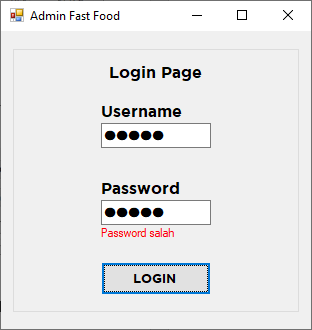 Admin Fast Food
Login Page
Username
●●●●●
Password
●●●●●
Password salah
LOGIN